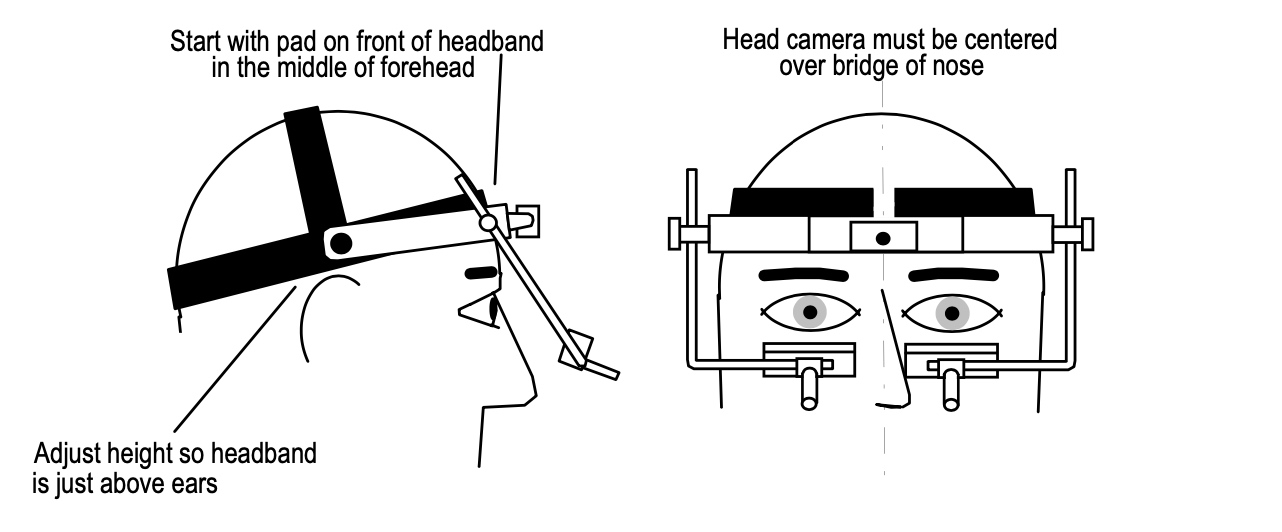 Start with pad on front of headband
in the middle of forehead
Head camera must be centered
over bridge of nose
Adjust height so headband
is just above ears